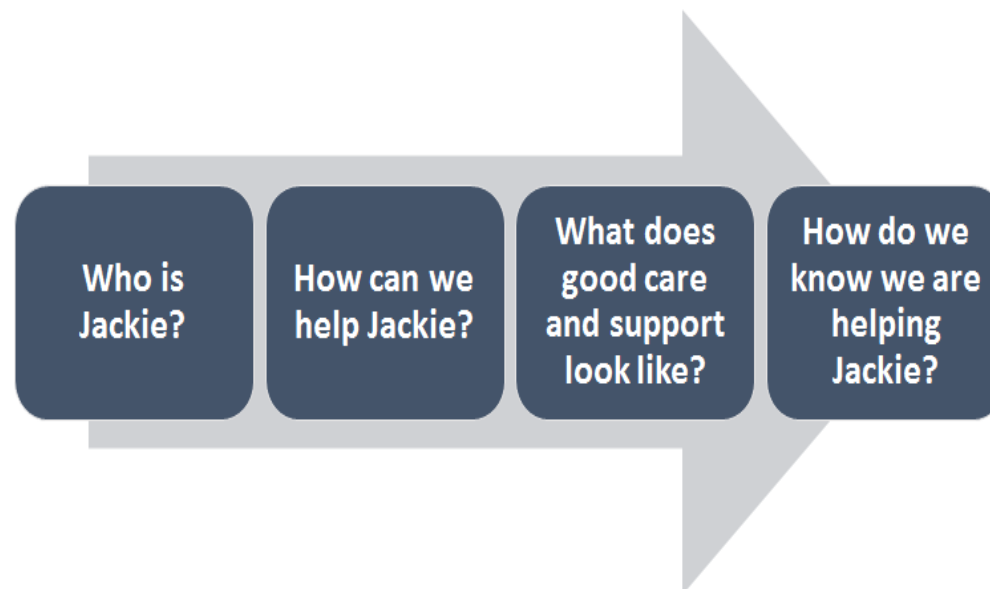 Who is
Jackie?
How can we
help Jackie?
What does
good care
and support
look like?
How do we
know we are
helping
Jackie?